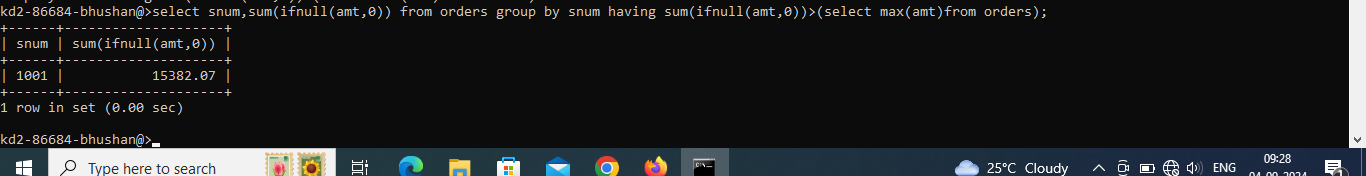 kd2-86684-bhushan@>select snum,sum(ifnull(amt,0)) from orders group by snum having sum(ifnull(amt,0))>(select max(amt)from orders);
+------+--------------------+
| snum | sum(ifnull(amt,0)) |
+------+--------------------+
| 1001 |           15382.07 |
+------+--------------------+
1 row in set (0.00 sec)
kd2-86684-bhushan@>
Type here to search
25°C Cloudy
ENG
09:28
04-09-2024